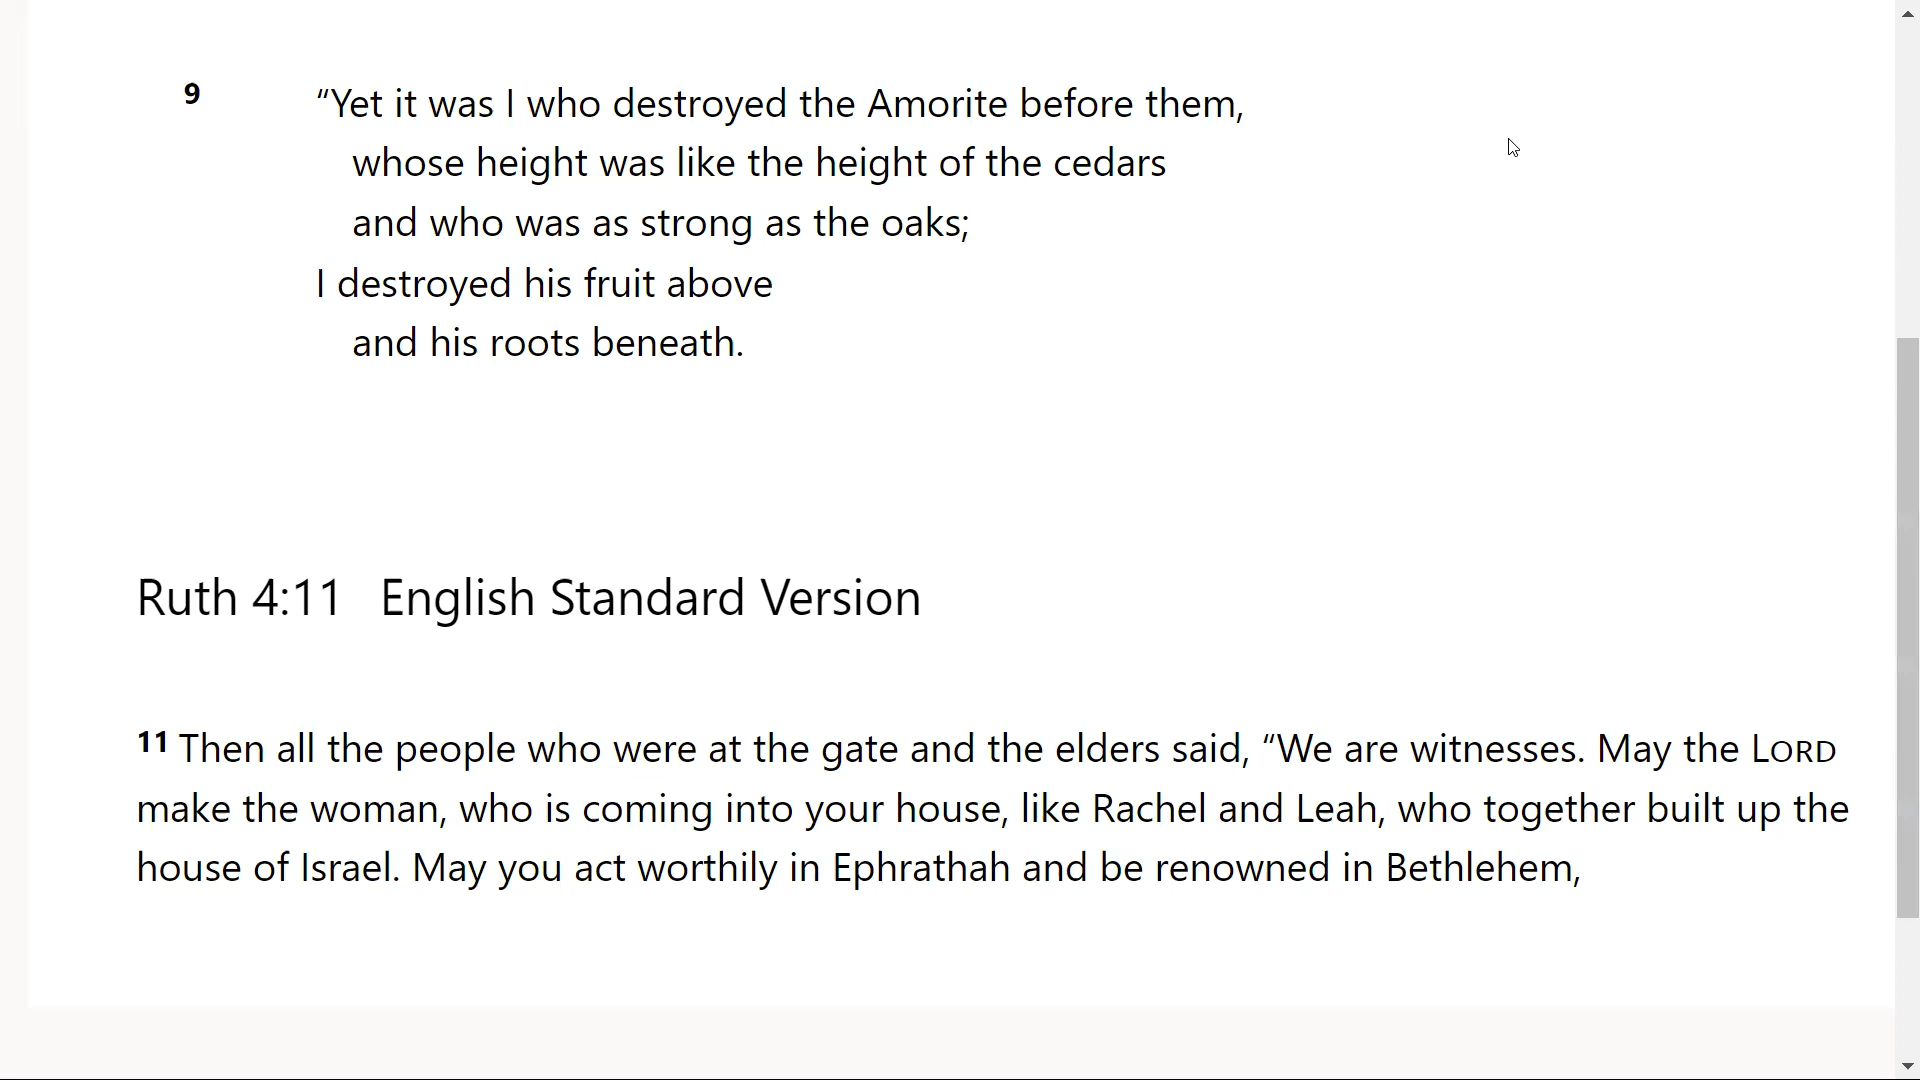 9 “Yet it was I who destroyed the Amorite before them,
whose height was like the height of the cedars
and who was as strong as the oaks;
I destroyed his fruit above
and his roots beneath.
Ruth 4:11 English Standard Version
11 Then all the people who were at the gate and the elders said, “We are witnesses. May the LORD
make the woman, who is coming into your house, like Rachel and Leah, who together built up the
house of Israel. May you act worthily in Ephrathah and be renowned in Bethlehem,